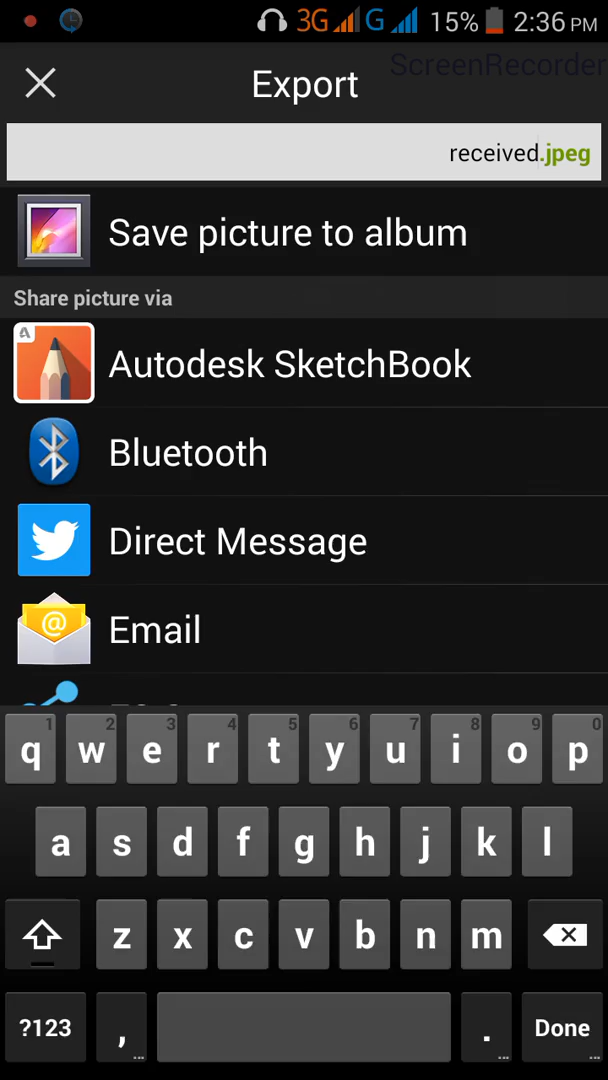 3G G 15% 2:36 PM
ScreenRecorder
Export
received.jpeg
Save picture to album
Share picture via
A
Autodesk SketchBook
Bluetooth
Direct Message
@
Email
1 2 3 4 5 6 7 8 9 0
q w e r t y u i o p
a s d f g h j k l
z x c v b n m
?123 , ... . ... Done ...